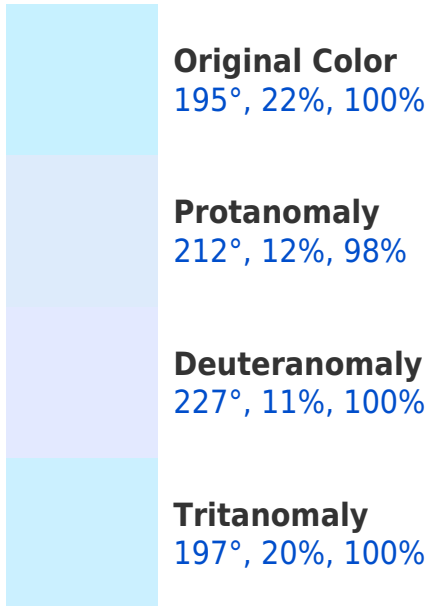 Original Color
195°, 22%, 100%
Protanomaly
212°, 12%, 98%
Deuteranomaly
227°, 11%, 100%
Tritanomaly
197°, 20%, 100%